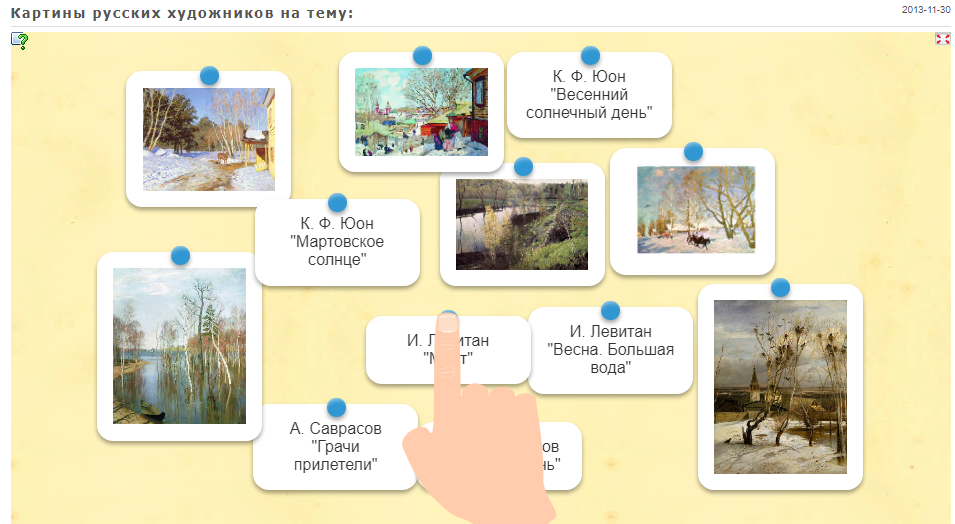 Картины русских художников на тему:
2013-11-30
К. Ф. Юон
"Весенний
солнечный день"
К. Ф. Юон
"Мартовское
солнце"
И. Левитан
"Весна. Большая
вода"
А. Саврасов
"Грачи
прилетели"